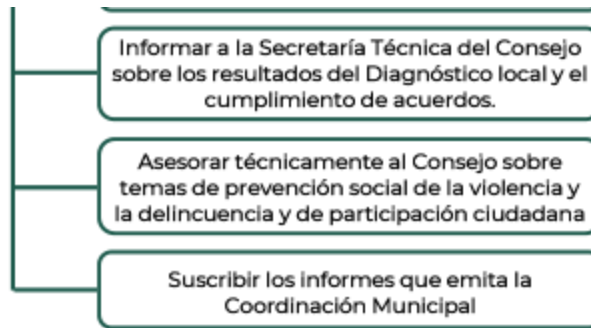 Informar a la Secretaría Técnica del Consejo
sobre los resultados del Diagnóstico local y el
cumplimiento de acuerdos.
Asesorar técnicamente al Consejo sobre
temas de prevención social de la violencia y
la delincuencia y de participación ciudadana
Suscribir los informes que emita la
Coordinación Municipal